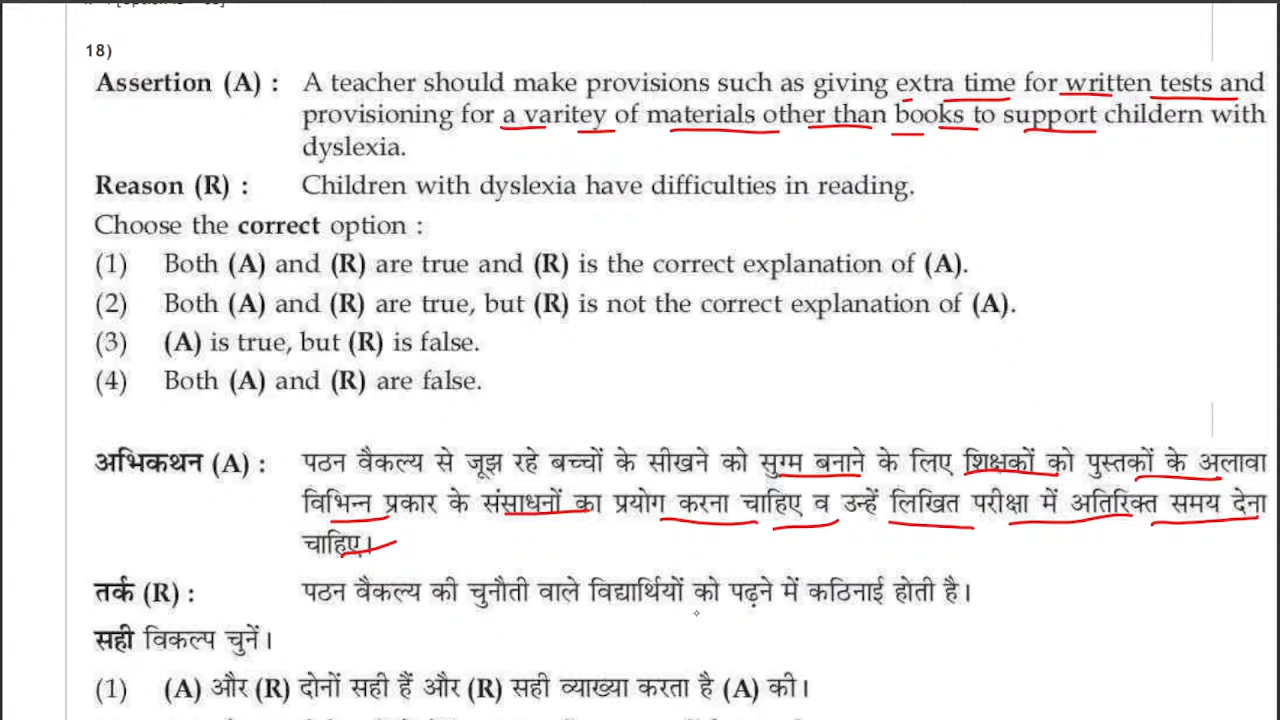 18)
Assertion (A) : A teacher should make provisions such as giving extra time for written tests and
provisioning for a varitey of materials other than books to support childern with
dyslexia.
Reason (R) : Children with dyslexia have difficulties in reading.
Choose the correct option :
(1) Both (A) and (R) are true and (R) is the correct explanation of (A).
(2) Both (A) and (R) are true, but (R) is not the correct explanation of (A).
(3) (A) is true, but (R) is false.
(4) Both (A) and (R) are false.
अभिकथन (A) : पठन वैकल्य से जूझ रहे बच्चों के सीखने को सुगम बनाने के लिए शिक्षकों को पुस्तकों के अलावा
विभिन्न प्रकार के संसाधनों का प्रयोग करना चाहिए व उन्हें लिखित परीक्षा में अतिरिक्त समय देना
चाहिए।
तर्क (R) : पठन वैकल्य की चुनौती वाले विद्यार्थियों को पढ़ने में कठिनाई होती है।
सही विकल्प चुनें।
(1) (A) और (R) दोनों सही हैं और (R) सही व्याख्या करता है (A) की।